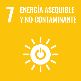 7 ENERGÍA ASEQUIBLE
Y NO CONTAMINANTE